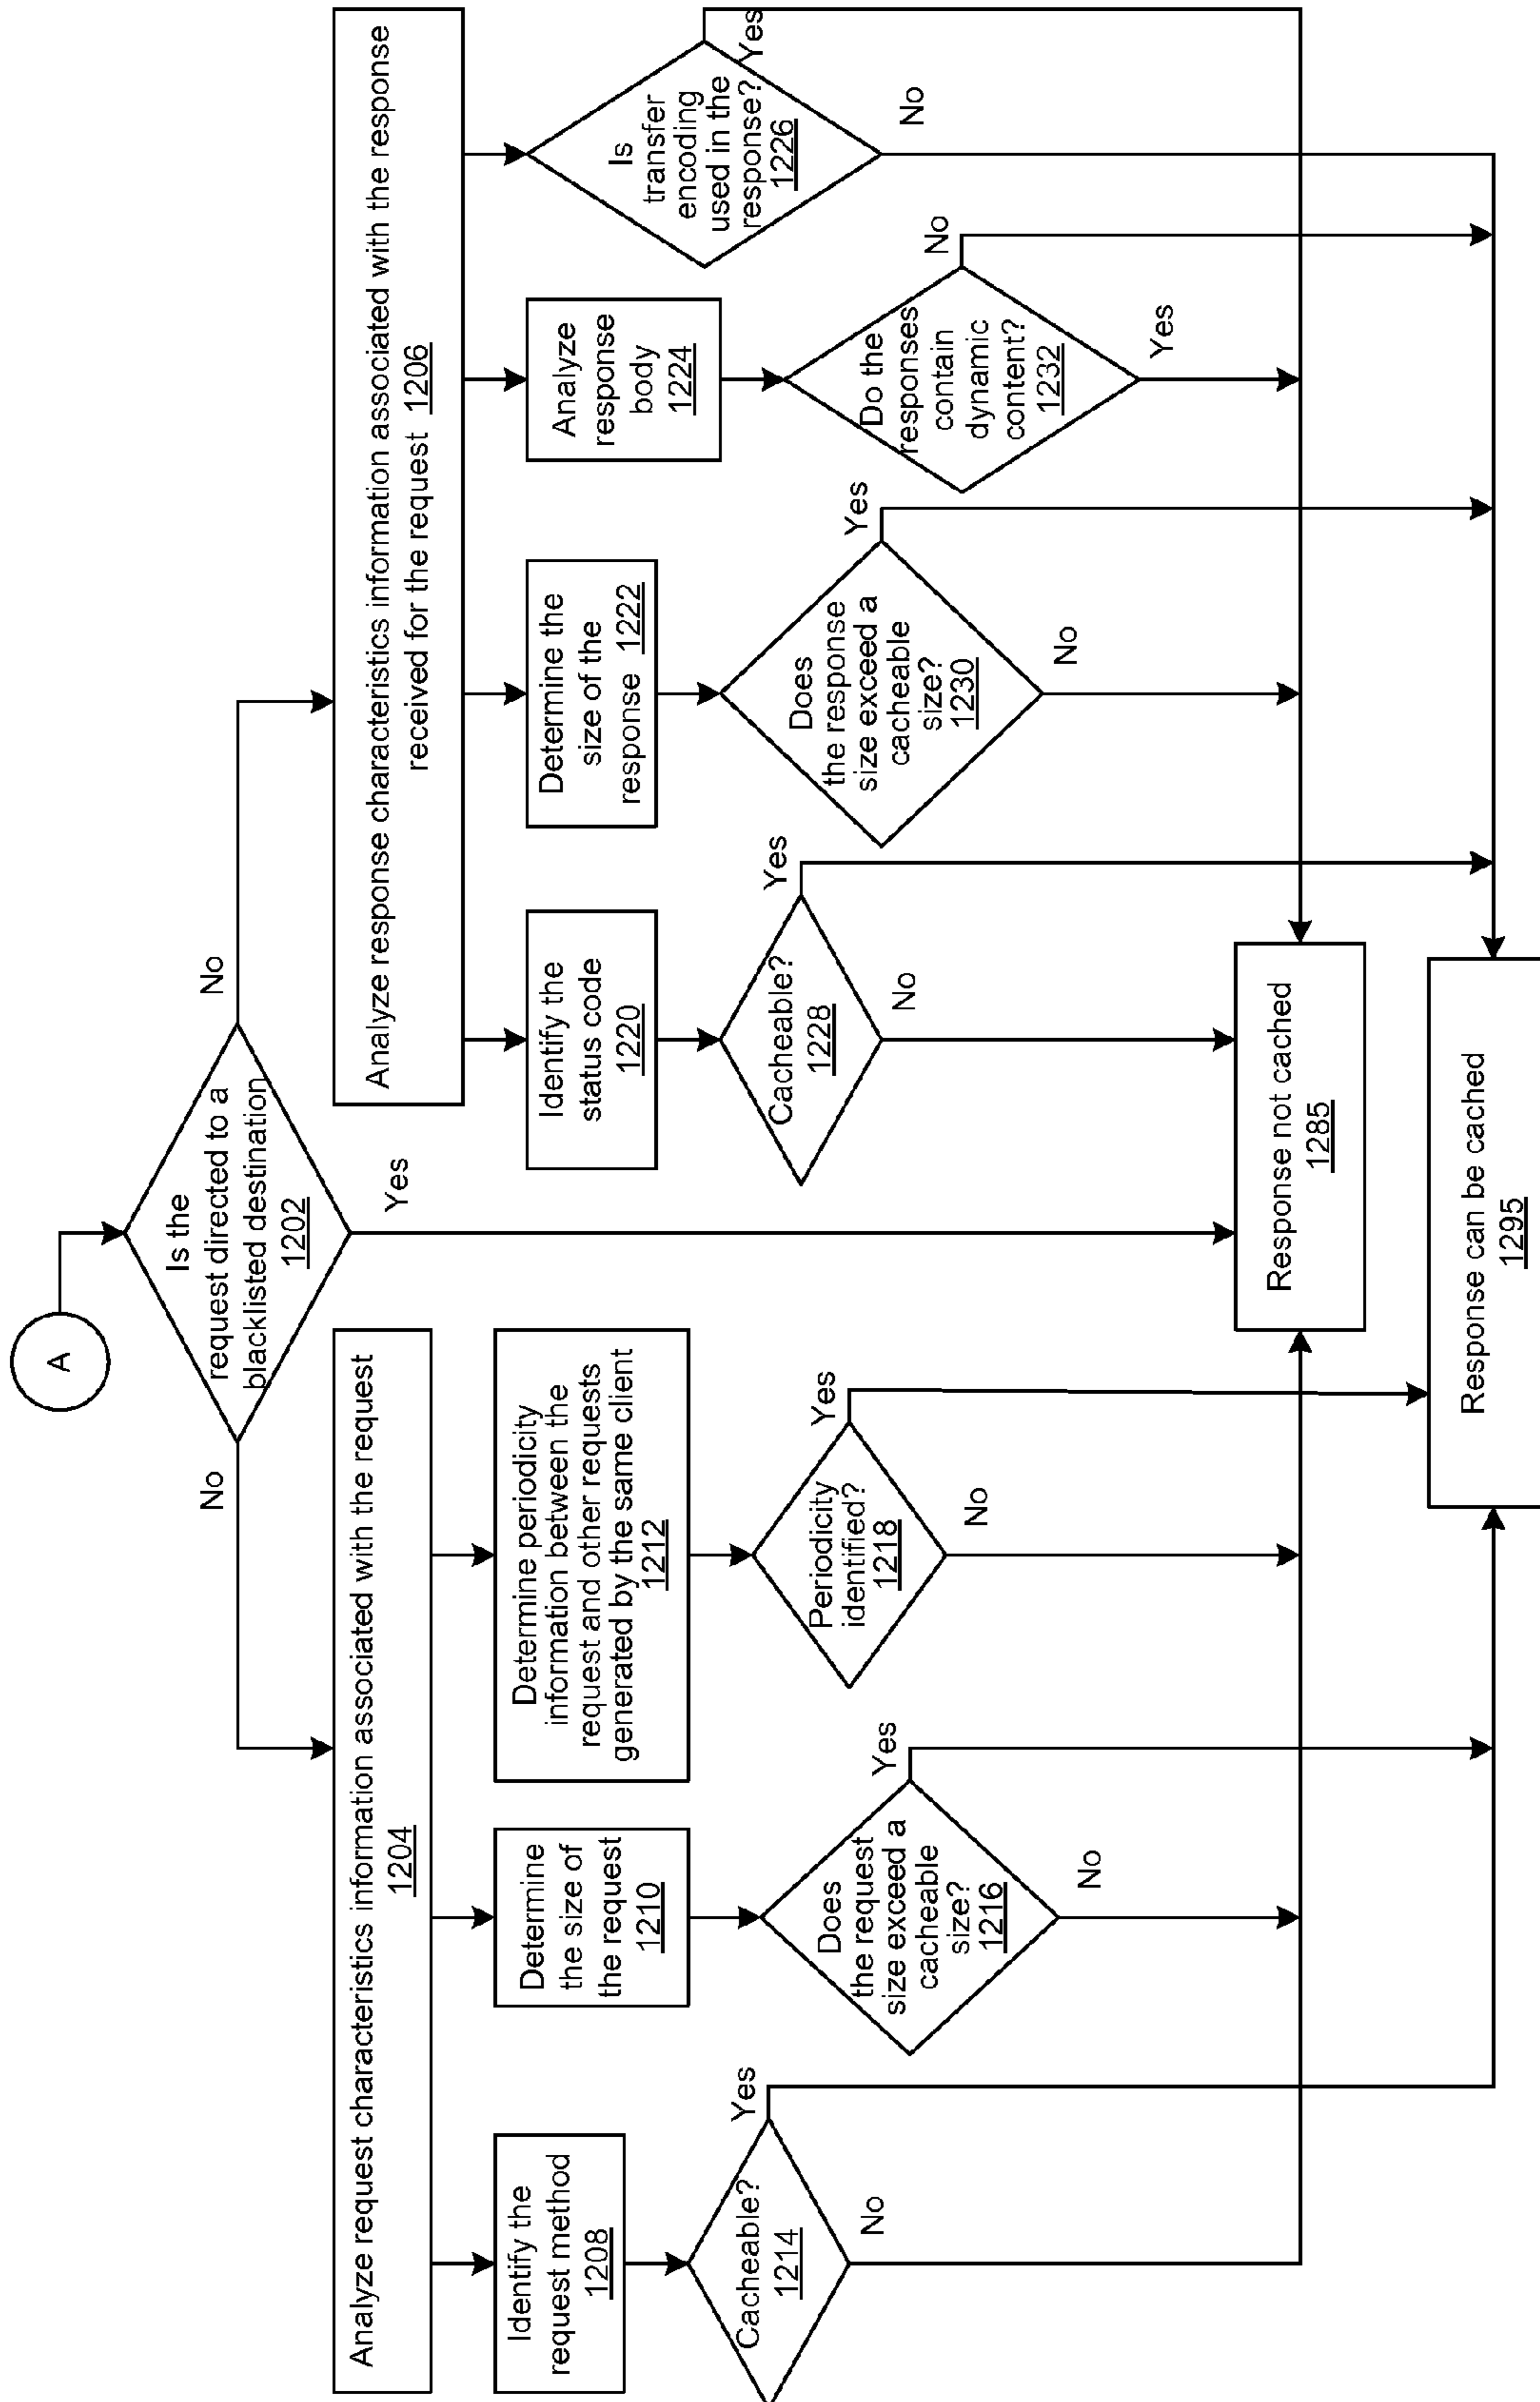 A
Is the
request directed to a
blacklisted destination
1202
No
No
Yes
Analyze request characteristics information associated with the request
1204
Analyze response characteristics information associated with the response
received for the request 1206
Identify the
request method
1208
Determine
the size of
the request
1210
Determine periodicity
information between the
request and other requests
generated by the same client
1212
Identify the
status code
1220
Determine the
size of the
response 1222
Analyze
response
body
1224
Is
transfer
encoding
used in the
response?
1226
Yes
No
Cacheable?
1214
Yes
No
Does
the request
size exceed a
cacheable
size?
1216
Yes
No
Periodicity
identified?
1218
Yes
No
Cacheable?
1228
Yes
No
Does
the response
size exceed a
cacheable
size?
1230
Yes
No
Do the
responses
contain
dynamic
content?
1232
No
Yes
Response not cached
1285
Response can be cached
1295